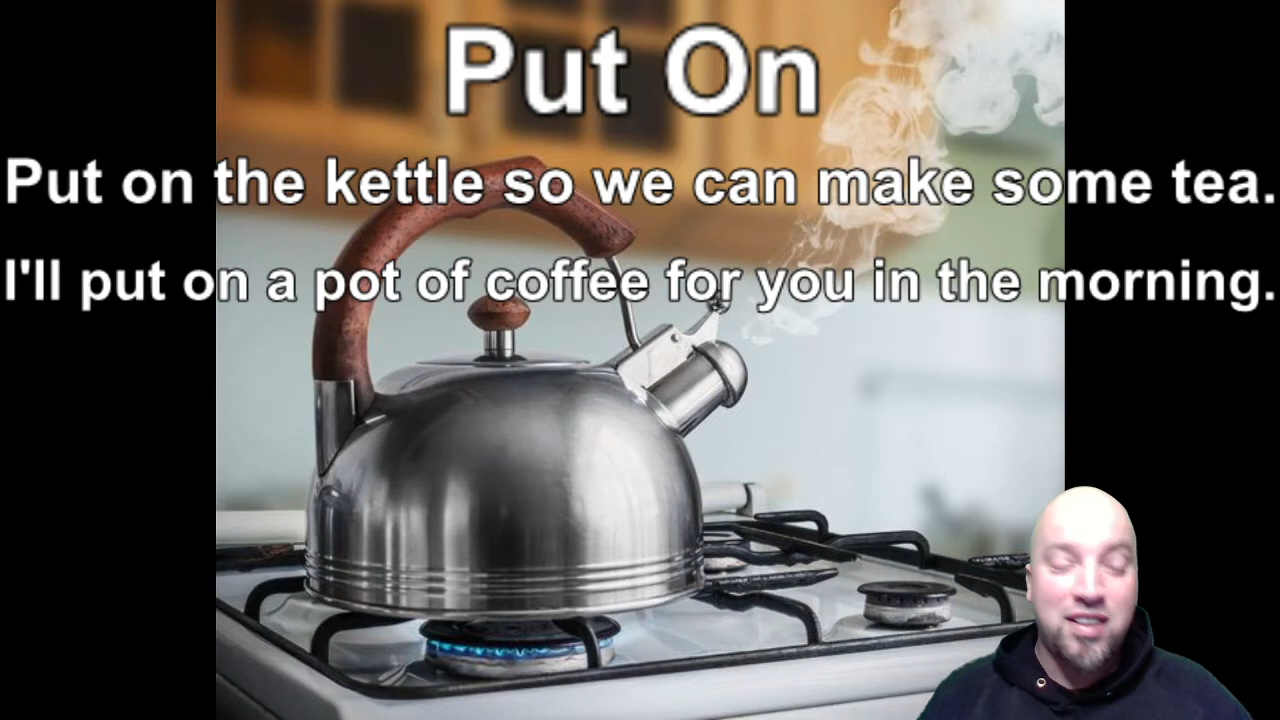 Put On
Put on the kettle so we can make some tea.
I'll put on a pot of coffee for you in the morning.